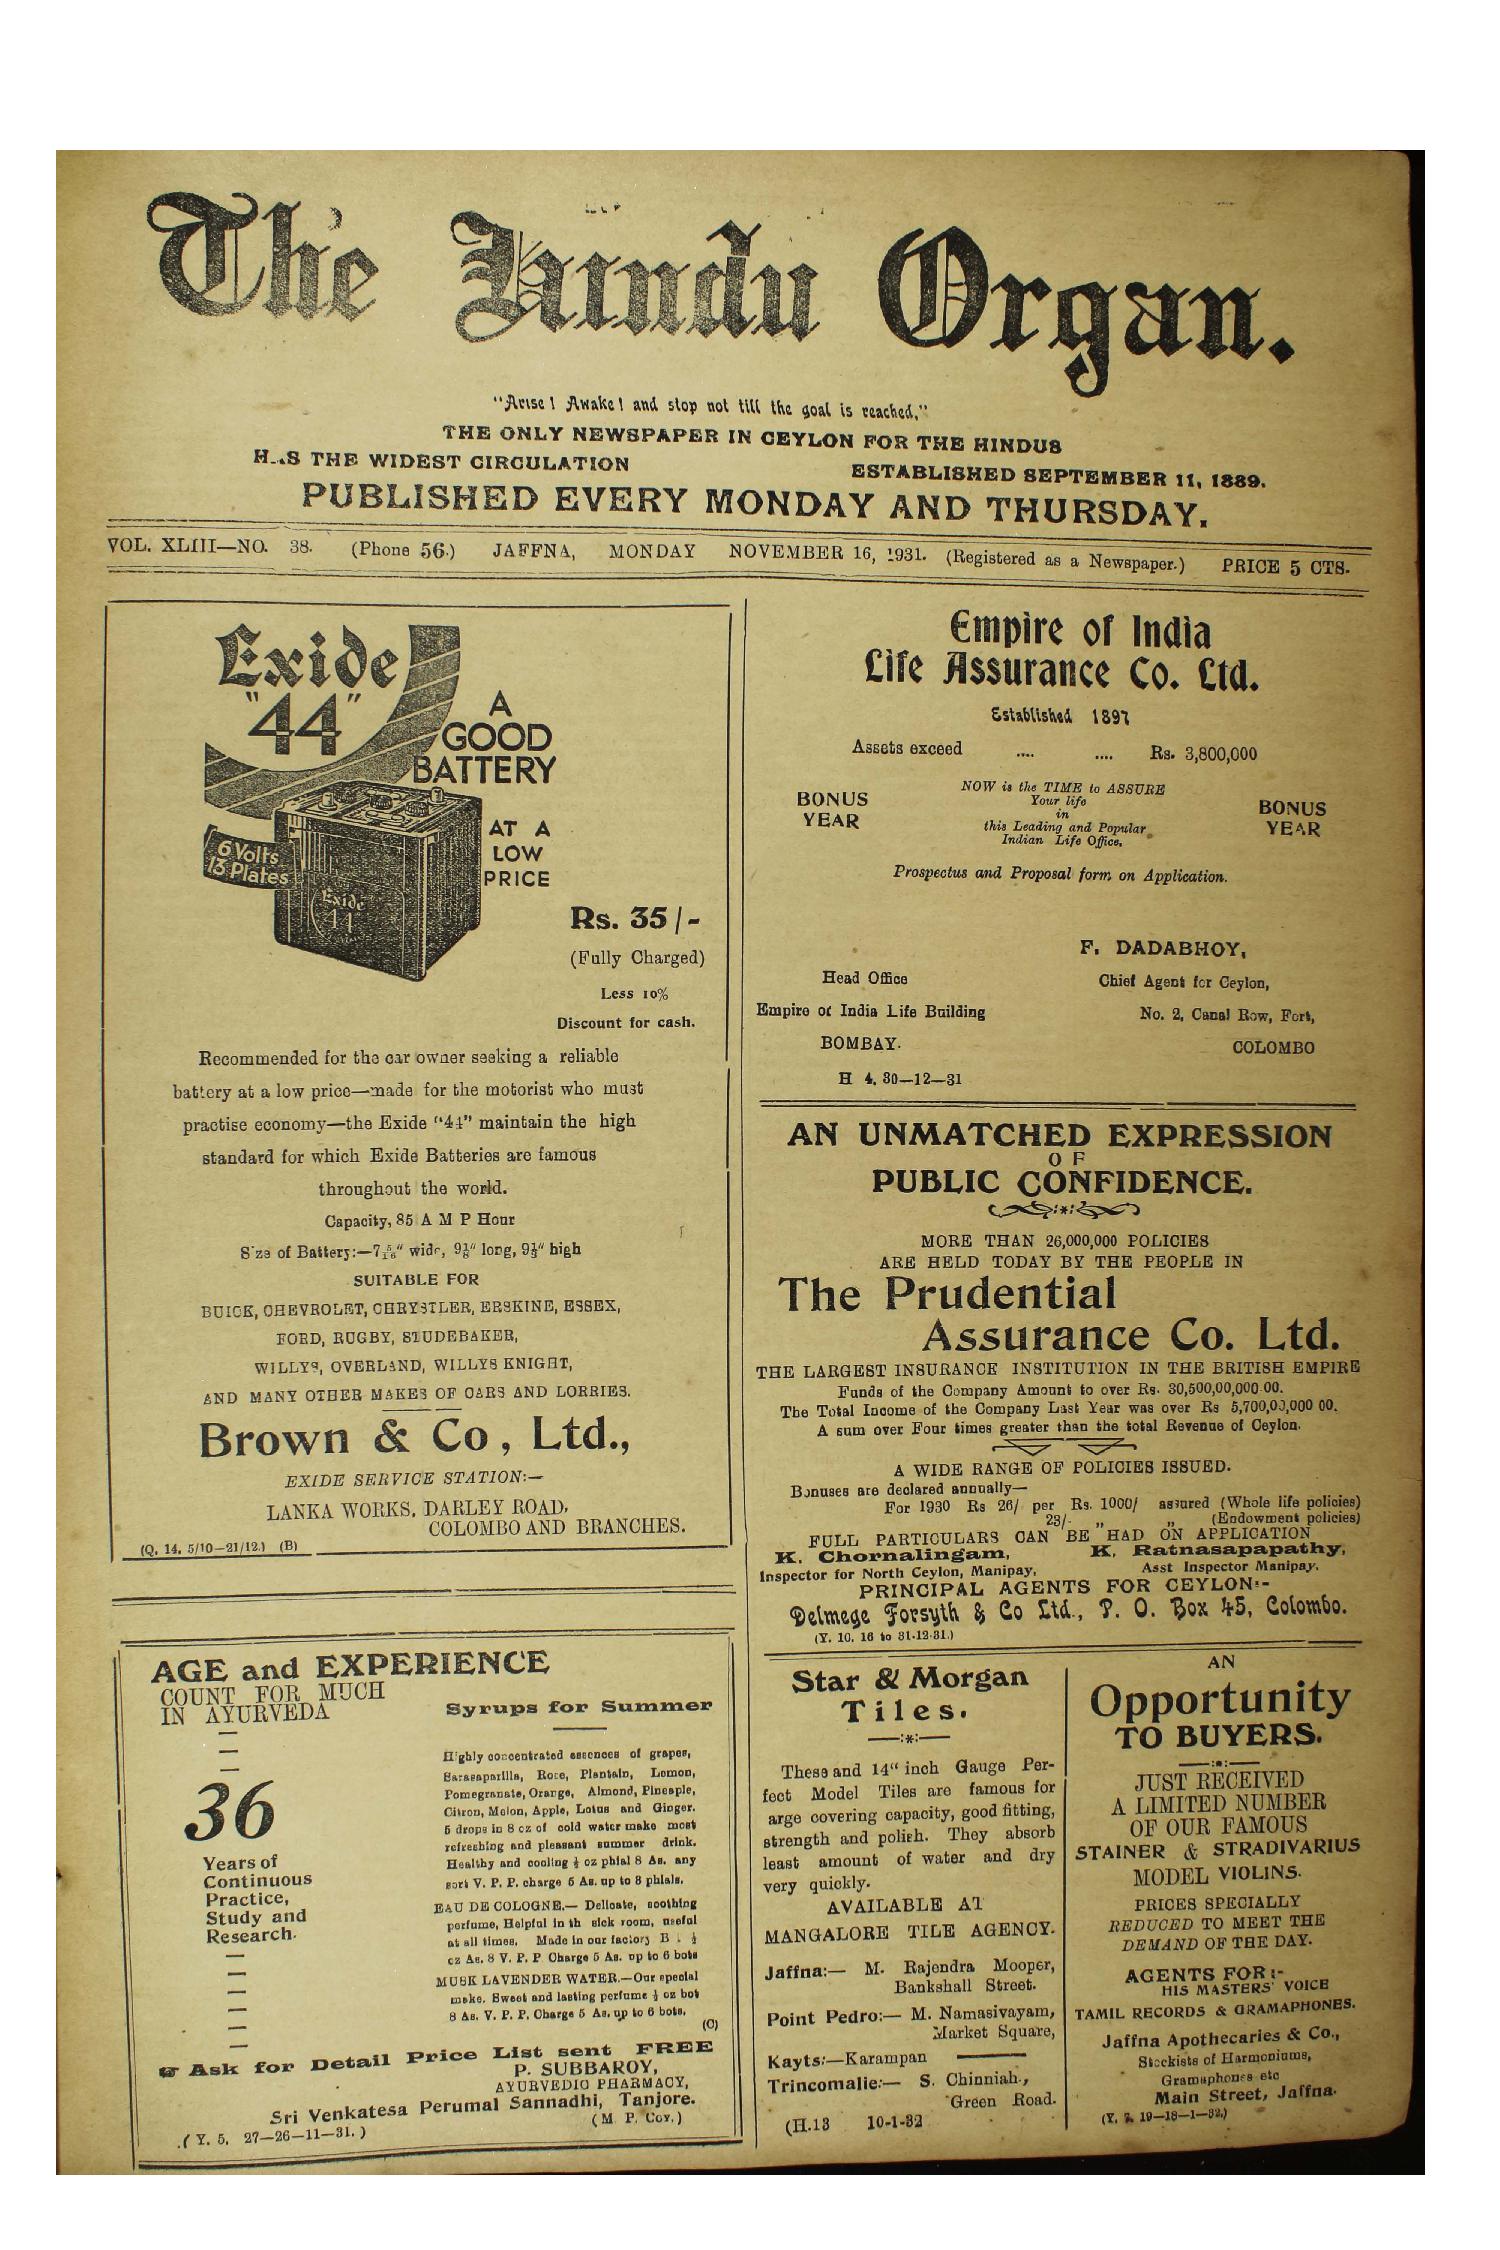 The Hindu Organ.
"Arise! Awake! and stop not till the goal is reached,"
THE ONLY NEWSPAPER IN CEYLON FOR THE HINDUS
H..S THE WIDEST CIRCULATION ESTABLISHED SEPTEMBER 11, 1889.
PUBLISHED EVERY MONDAY AND THURSDAY.
VOL. XLIII—NO. 38. (Phone 56.) JAFFNA, MONDAY NOVEMBER 16, 1931. (Registered as a Newspaper.) PRICE 5 CTS.
Exide
"44"
A
GOOD
BATTERY
AT A
LOW
PRICE
6 Volts
13 Plates
Exide
44
Rs. 35/-
(Fully Charged)
Less 10%
Discount for cash.
Recommended for the car owner seeking a reliable
battery at a low price—made for the motorist who must
practise economy—the Exide "44" maintain the high
standard for which Exide Batteries are famous
throughout the world.
Capacity, 85 A M P Hour
Size of Battery:— wide, long, high
SUITABLE FOR
BUICK, CHEVROLET, CHRYSTLER, ERSKINE, ESSEX,
FORD, RUGBY, STUDEBAKER,
WILLYS, OVERLAND, WILLYS KNIGHT,
AND MANY OTHER MAKES OF CARS AND LORRIES.
Brown & Co, Ltd.,
EXIDE SERVICE STATION:—
LANKA WORKS, DARLEY ROAD,
COLOMBO AND BRANCHES.
(Q. 14. 5/10—21/12.) (B)
AGE and EXPERIENCE
COUNT FOR MUCH
IN AYURVEDA
36
Years of
Continuous
Practice,
Study and
Research.
Syrups for Summer
Highly concentrated essences of grapes,
Sarasaparilla, Rose, Plantain, Lemon,
Pomegranate, Orange, Almond, Pineaple,
Citron, Melon, Apple, Lotus and Ginger.
5 drops in 8 oz of cold water make most
refreshing and pleasant summer drink.
Healthy and cooling ½ oz phial 8 As. any
sort V. P. P. charge 5 As. up to 8 phials.
EAU DE COLOGNE.— Delicate, soothing
perfume, Helpful in th sick room, useful
at all times. Made in our factory B . ½
oz As. 8 V. P. P Charge 5 As. up to 6 bots
MUSK LAVENDER WATER.—Our special
make. Sweet and lasting perfume ½ oz bot
8 As. V. P. P. Charge 5 As. up to 6 bots.
(C)
☞ Ask for Detail Price List sent FREE
P. SUBBAROY,
AYURVEDIC PHARMACY,
Sri Venkatesa Perumal Sannadhi, Tanjore.
(M. P. Cov.)
( Y. 5. 27—26—11—31. )
Empire of India
Life Assurance Co. Ltd.
Established 1897
Assets exceed .... .... Rs. 3,800,000
BONUS
YEAR
NOW is the TIME to ASSURE
Your life
in
this Leading and Popular
Indian Life Office.
BONUS
YEAR
Prospectus and Proposal form on Application.
F. DADABHOY,
Head Office Chief Agent for Ceylon,
Empire of India Life Building No. 2, Canal Row, Fort,
BOMBAY. COLOMBO
H 4. 30—12—31
AN UNMATCHED EXPRESSION
OF
PUBLIC CONFIDENCE.
MORE THAN 26,000,000 POLICIES
ARE HELD TODAY BY THE PEOPLE IN
The Prudential
Assurance Co. Ltd.
THE LARGEST INSURANCE INSTITUTION IN THE BRITISH EMPIRE
Funds of the Company Amount to over Rs. 30,500,00,000 00.
The Total Income of the Company Last Year was over Rs 5,700,00,000 00.
A sum over Four times greater than the total Revenue of Ceylon.
A WIDE RANGE OF POLICIES ISSUED.
Bonuses are declared annually—
For 1930 Rs 26/ per Rs. 1000/ assured (Whole life policies)
23/- „ „ (Endowment policies)
FULL PARTICULARS CAN BE HAD ON APPLICATION
K. Chornalingam, K. Ratnasapapathy,
Inspector for North Ceylon, Manipay, Asst Inspector Manipay.
PRINCIPAL AGENTS FOR CEYLON:-
Delmege Forsyth & Co Ltd., P. O. Box 45, Colombo.
(Y. 10. 16 to 31-12-31.)
Star & Morgan
Tiles.
These and 14" inch Gauge Per-
fect Model Tiles are famous for
arge covering capacity, good fitting,
strength and polish. They absorb
least amount of water and dry
very quickly.
AVAILABLE AT
MANGALORE TILE AGENCY.
Jaffna:— M. Rajendra Mooper,
Bankshall Street.
Point Pedro:— M. Namasivayam,
Market Square,
Kayts:—Karampan
Trincomalie:— S. Chinniah,
Green Road.
(H.13 10-1-32
AN
Opportunity
TO BUYERS.
JUST RECEIVED
A LIMITED NUMBER
OF OUR FAMOUS
STAINER & STRADIVARIUS
MODEL VIOLINS.
PRICES SPECIALLY
REDUCED TO MEET THE
DEMAND OF THE DAY.
AGENTS FOR:-
HIS MASTERS' VOICE
TAMIL RECORDS & GRAMAPHONES.
Jaffna Apothecaries & Co.,
Stockists of Harmoniums,
Gramaphones etc
Main Street, Jaffna.
(Y. 19—18—1—32.)